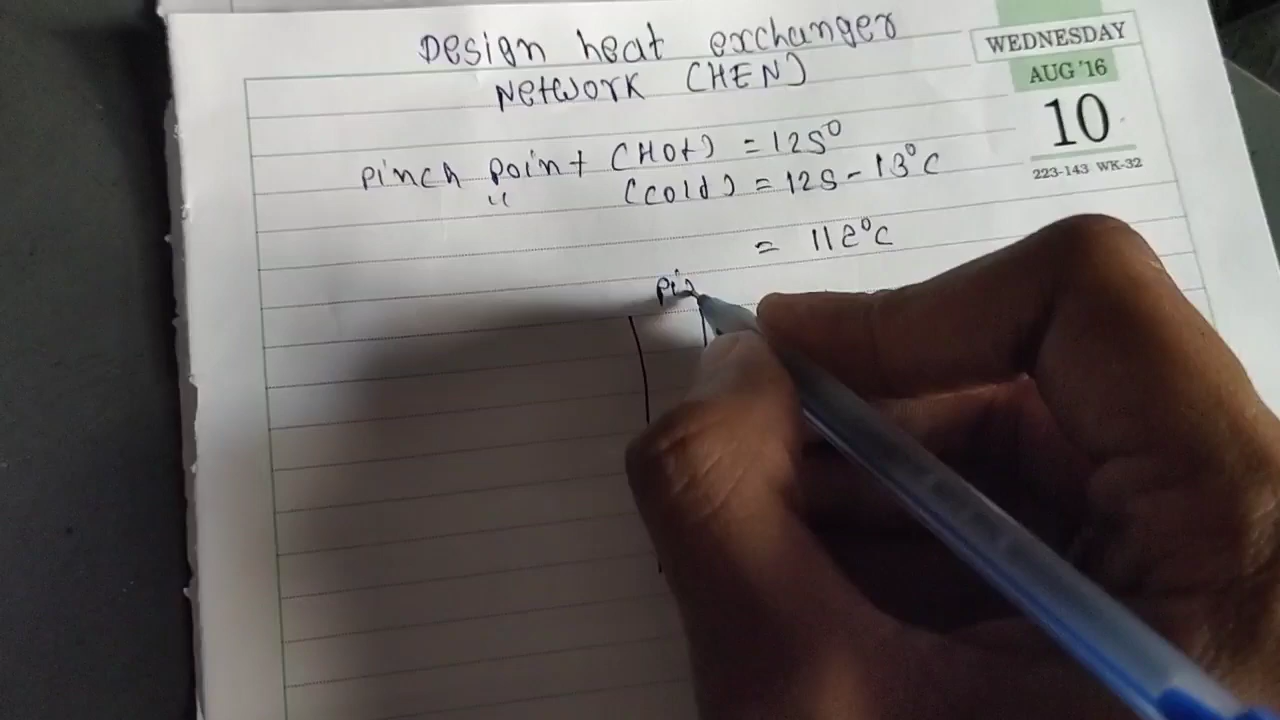 Design heat exchanger
Network (HEN)
WEDNESDAY
AUG '16
10
223-143 WK-32
Pinch point (Hot) = 125°
" (cold) = 125 - 13°C
= 112°C
Pin